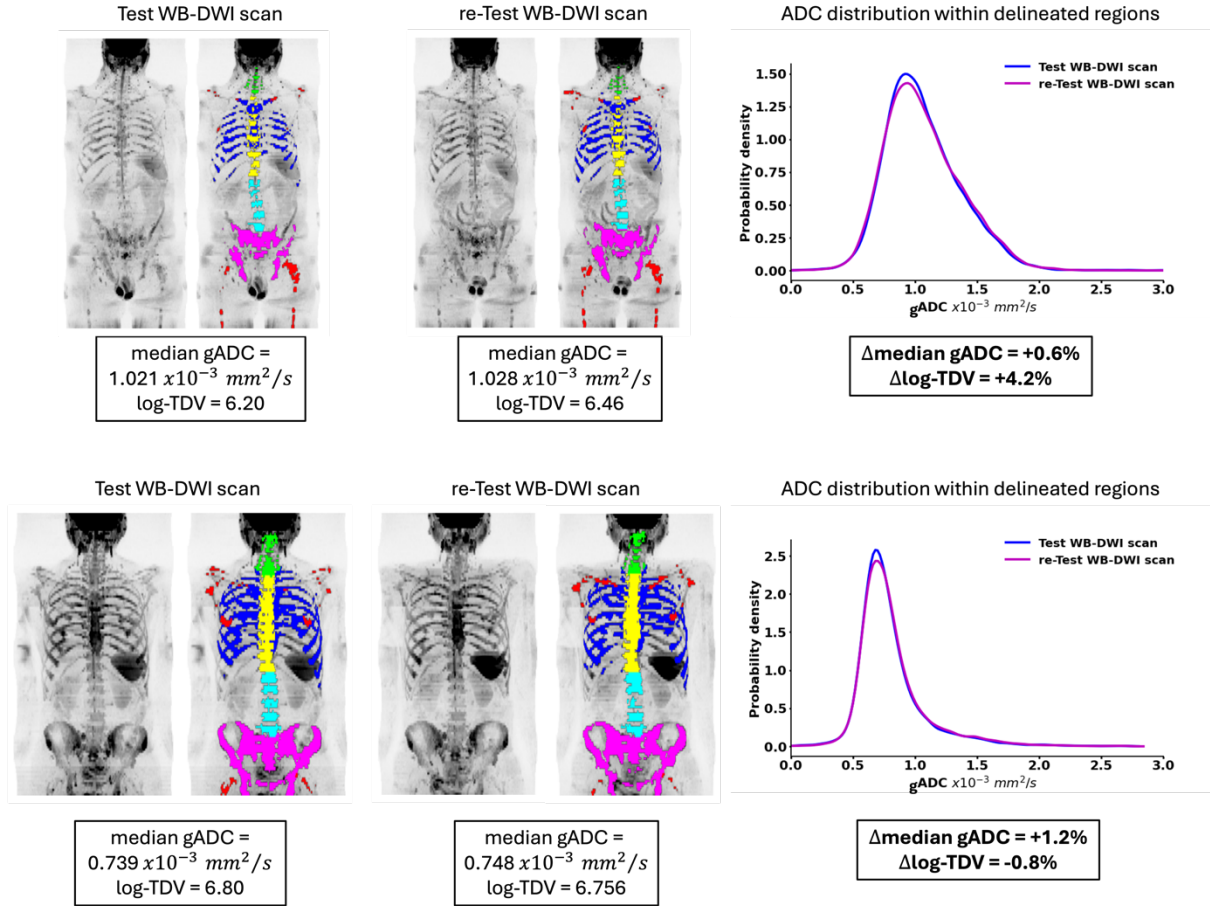 Test WB-DWI scan
re-Test WB-DWI scan
ADC distribution within delineated regions
Test WB-DWI scan
re-Test WB-DWI scan
Probability density
1.50
1.25
1.00
0.75
0.50
0.25
0.00
0.0
0.5
1.0
1.5
2.0
2.5
3.0
gADC x10⁻³ mm²/s
median gADC =
1.021 x10⁻³ mm²/s
log-TDV = 6.20
median gADC =
1.028 x10⁻³ mm²/s
log-TDV = 6.46
Δmedian gADC = +0.6%
Δlog-TDV = +4.2%
Test WB-DWI scan
re-Test WB-DWI scan
ADC distribution within delineated regions
Test WB-DWI scan
re-Test WB-DWI scan
Probability density
2.5
2.0
1.5
1.0
0.5
0.0
0.0
0.5
1.0
1.5
2.0
2.5
3.0
gADC x10⁻³ mm²/s
median gADC =
0.739 x10⁻³ mm²/s
log-TDV = 6.80
median gADC =
0.748 x10⁻³ mm²/s
log-TDV = 6.756
Δmedian gADC = +1.2%
Δlog-TDV = -0.8%